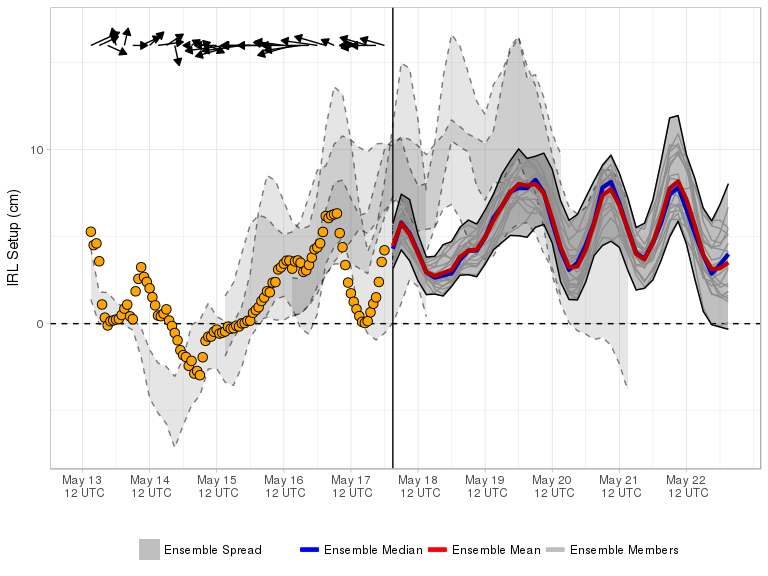 IRL Setup (cm)
10
0
May 13 May 14 May 15 May 16 May 17 May 18 May 19 May 20 May 21 May 22
12 UTC 12 UTC 12 UTC 12 UTC 12 UTC 12 UTC 12 UTC 12 UTC 12 UTC 12 UTC
Ensemble Spread Ensemble Median Ensemble Mean Ensemble Members